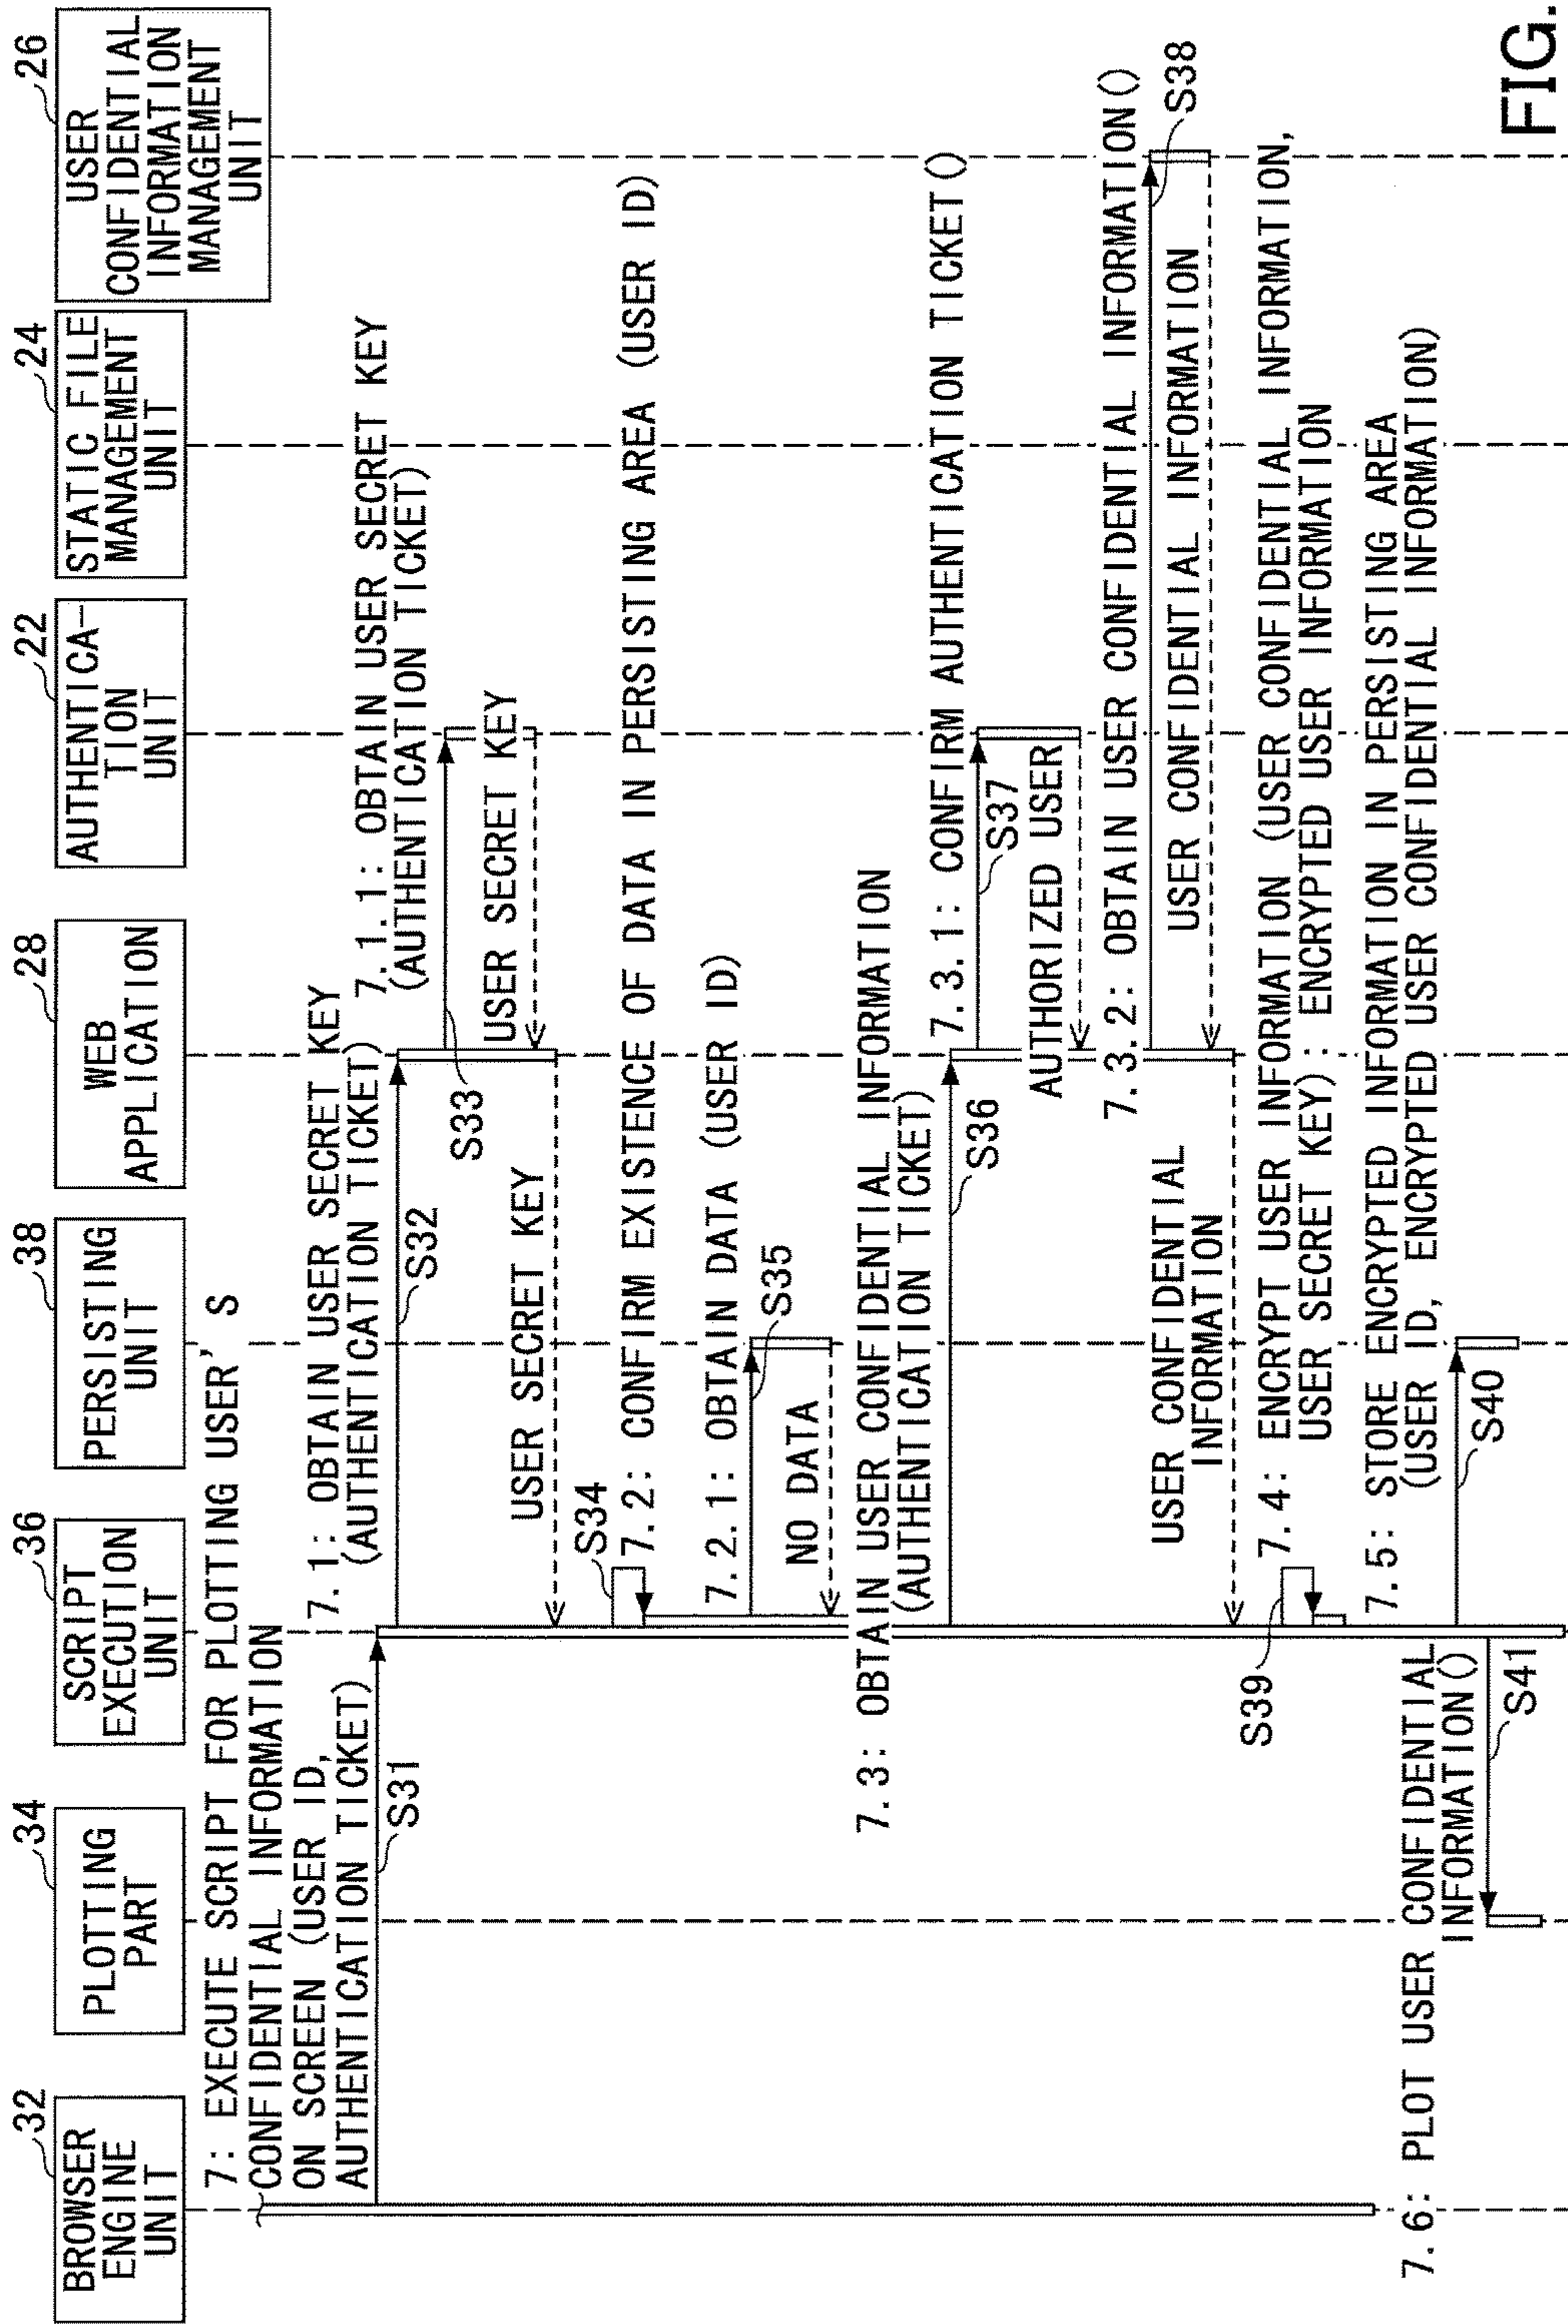 32
BROWSER
ENGINE
UNIT
34
PLOTTING
PART
36
SCRIPT
EXECUTION
UNIT
38
PERSISTING
UNIT
28
WEB
APPLICATION
22
AUTHENTICA-
TION
UNIT
24
STATIC FILE
MANAGEMENT
UNIT
26
USER
CONFIDENTIAL
INFORMATION
MANAGEMENT
UNIT
7: EXECUTE SCRIPT FOR PLOTTING USER'S
CONFIDENTIAL INFORMATION
ON SCREEN (USER ID,
AUTHENTICATION TICKET)
S31
7.1: OBTAIN USER SECRET KEY
(AUTHENTICATION TICKET)
S32
7.1.1: OBTAIN USER SECRET KEY
(AUTHENTICATION TICKET)
S33
USER SECRET KEY
USER SECRET KEY
S34
7.2: CONFIRM EXISTENCE OF DATA IN PERSISTING AREA (USER ID)
7.2.1: OBTAIN DATA (USER ID)
S35
NO DATA
7.3: OBTAIN USER CONFIDENTIAL INFORMATION
(AUTHENTICATION TICKET)
S36
7.3.1: CONFIRM AUTHENTICATION TICKET()
S37
AUTHORIZED USER
7.3.2: OBTAIN USER CONFIDENTIAL INFORMATION()
S38
USER CONFIDENTIAL INFORMATION
USER CONFIDENTIAL
INFORMATION
S39
7.4: ENCRYPT USER INFORMATION (USER CONFIDENTIAL INFORMATION,
USER SECRET KEY): ENCRYPTED USER INFORMATION
7.5: STORE ENCRYPTED INFORMATION IN PERSISTING AREA
(USER ID, ENCRYPTED USER CONFIDENTIAL INFORMATION)
S40
7.6: PLOT USER CONFIDENTIAL
INFORMATION()
S41
FIG.